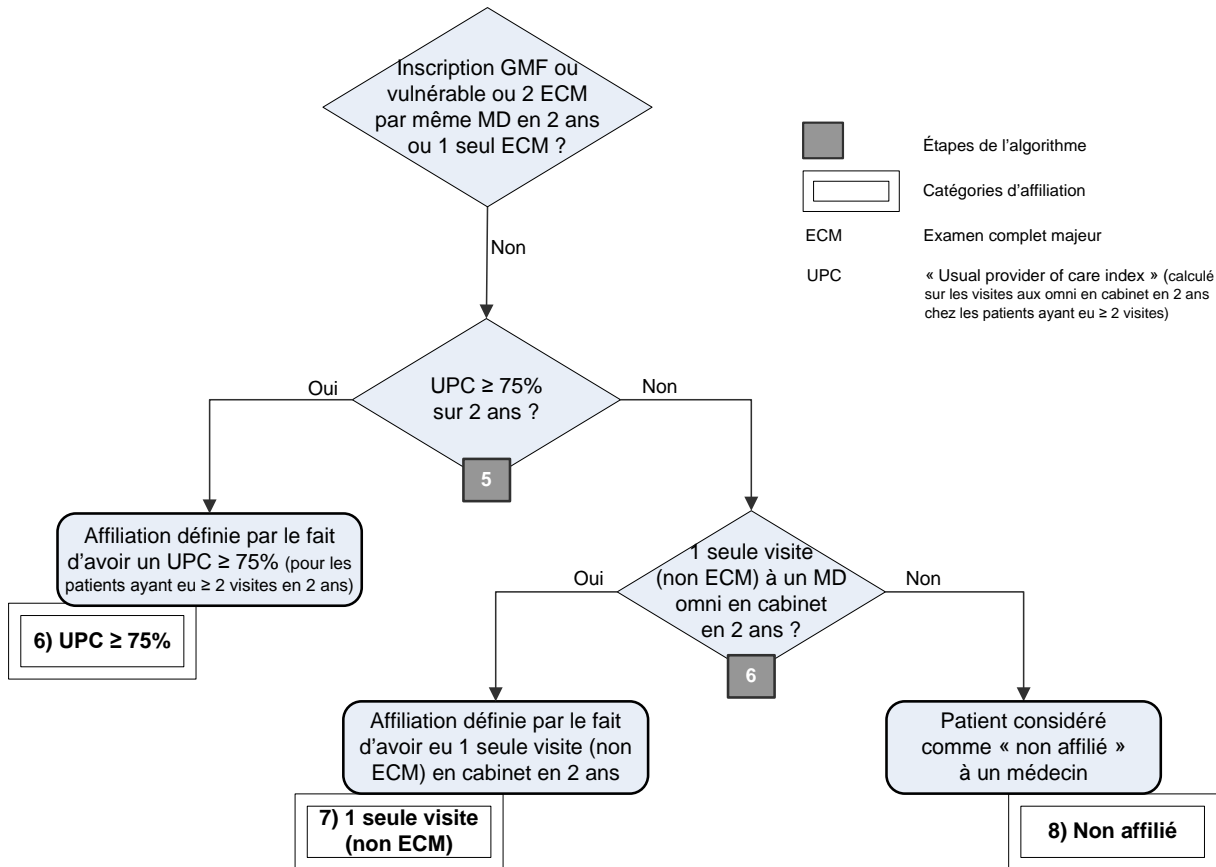 Inscription GMF ou
vulnérable ou 2 ECM
par même MD en 2 ans
ou 1 seul ECM ?
Étapes de l’algorithme
Catégories d’affiliation
ECM Examen complet majeur
UPC « Usual provider of care index » (calculé
sur les visites aux omni en cabinet en 2 ans
chez les patients ayant eu ≥ 2 visites)
Non
UPC ≥ 75%
sur 2 ans ?
Oui
Non
5
Affiliation définie par le fait
d’avoir un UPC ≥ 75% (pour les
patients ayant eu ≥ 2 visites en 2 ans)
6) UPC ≥ 75%
1 seule visite
(non ECM) à un MD
omni en cabinet
en 2 ans ?
Oui
Non
6
Affiliation définie par le fait
d’avoir eu 1 seule visite (non
ECM) en cabinet en 2 ans
7) 1 seule visite
(non ECM)
Patient considéré
comme « non affilié »
à un médecin
8) Non affilié